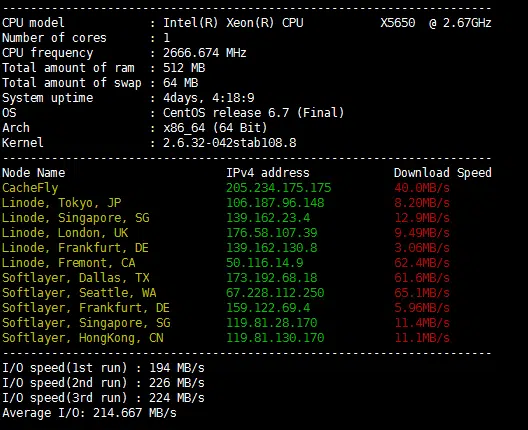 ----------------------------------------------------------------------
CPU model            : Intel(R) Xeon(R) CPU           X5650  @ 2.67GHz
Number of cores      : 1
CPU frequency        : 2666.674 MHz
Total amount of ram  : 512 MB
Total amount of swap : 64 MB
System uptime        : 4days, 4:18:9
OS                   : CentOS release 6.7 (Final)
Arch                 : x86_64 (64 Bit)
Kernel               : 2.6.32-042stab108.8
----------------------------------------------------------------------
Node Name                       IPv4 address            Download Speed
CacheFly                        205.234.175.175         40.0MB/s
Linode, Tokyo, JP               106.187.96.148          8.20MB/s
Linode, Singapore, SG           139.162.23.4            12.9MB/s
Linode, London, UK              176.58.107.39           9.49MB/s
Linode, Frankfurt, DE           139.162.130.8           3.06MB/s
Linode, Fremont, CA             50.116.14.9             62.4MB/s
Softlayer, Dallas, TX           173.192.68.18           61.6MB/s
Softlayer, Seattle, WA          67.228.112.250          65.1MB/s
Softlayer, Frankfurt, DE        159.122.69.4            5.96MB/s
Softlayer, Singapore, SG        119.81.28.170           11.4MB/s
Softlayer, HongKong, CN         119.81.130.170          11.1MB/s
----------------------------------------------------------------------
I/O speed(1st run) : 194 MB/s
I/O speed(2nd run) : 226 MB/s
I/O speed(3rd run) : 224 MB/s
Average I/O: 214.667 MB/s